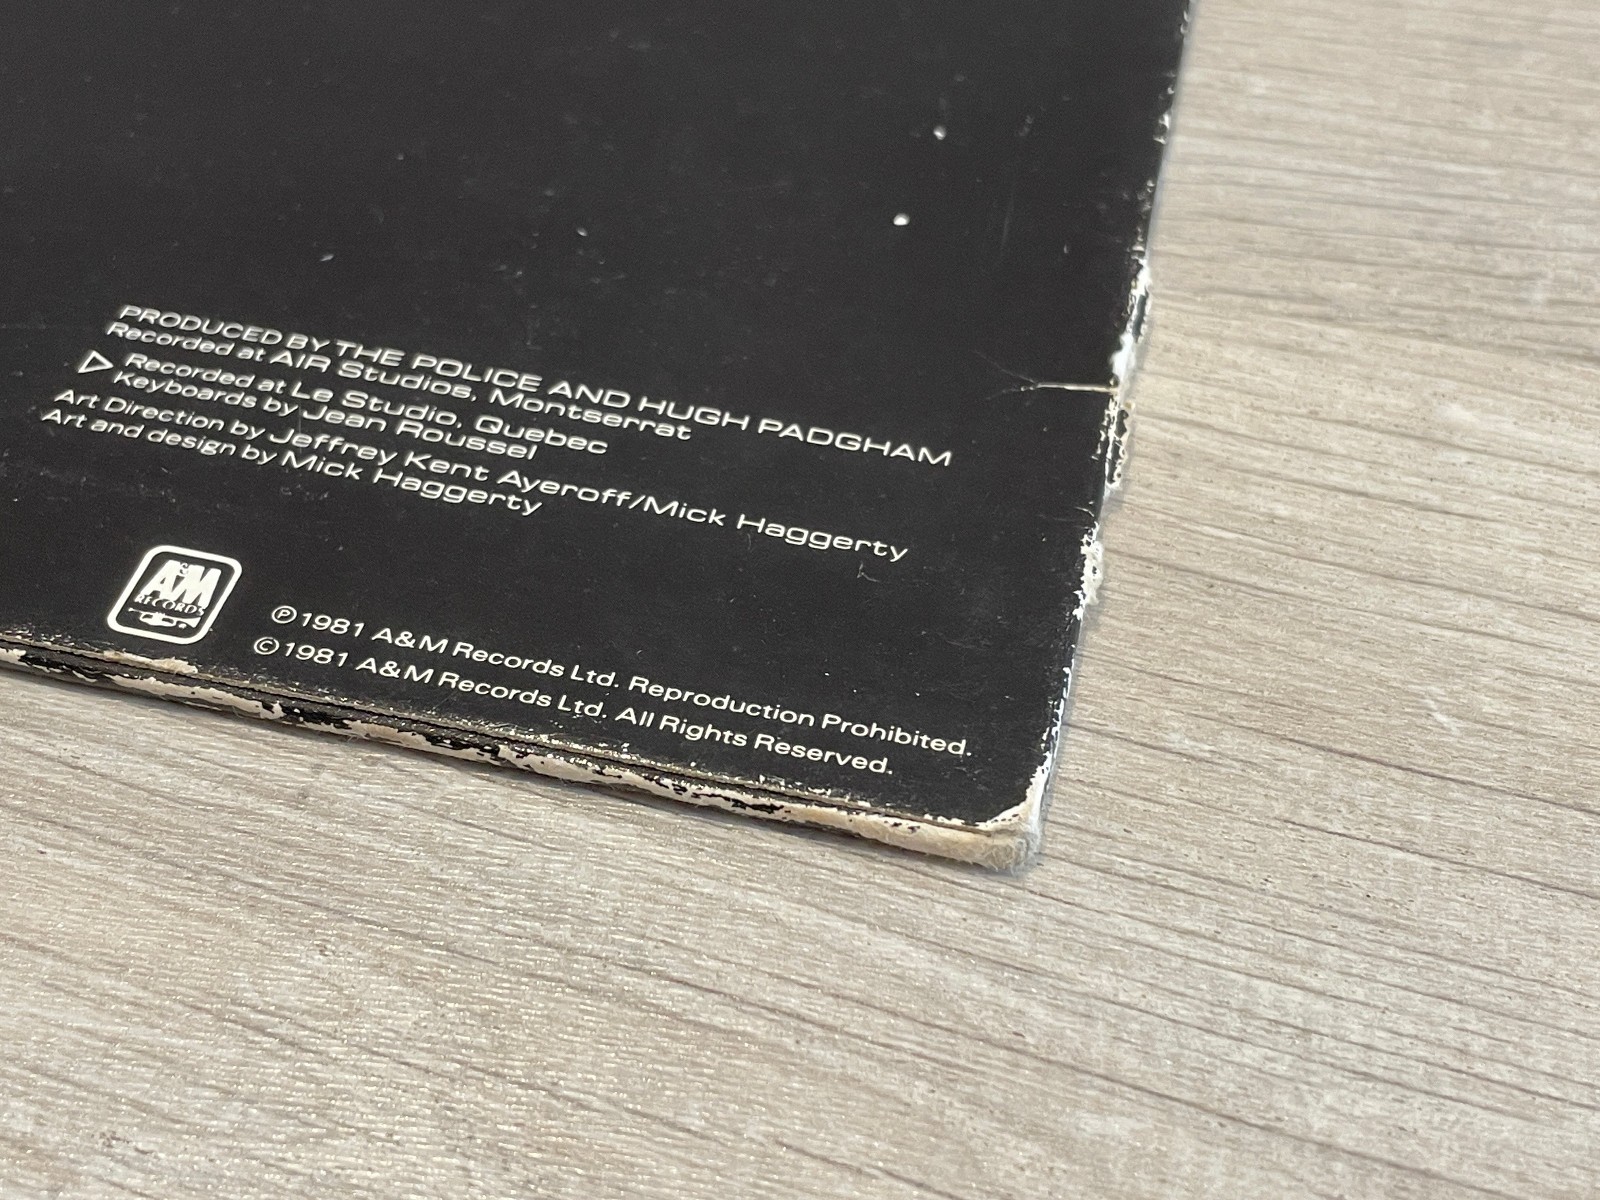 PRODUCED BY THE POLICE AND HUGH PADGHAM
Recorded at AIR Studios, Montserrat
▷ Recorded at Le Studio, Quebec
Keyboards by Jean Roussel
Art Direction by Jeffrey Kent Ayeroff/Mick Haggerty
Art and design by Mick Haggerty
A&M
RECORDS
℗ 1981 A&M Records Ltd. Reproduction Prohibited.
© 1981 A&M Records Ltd. All Rights Reserved.